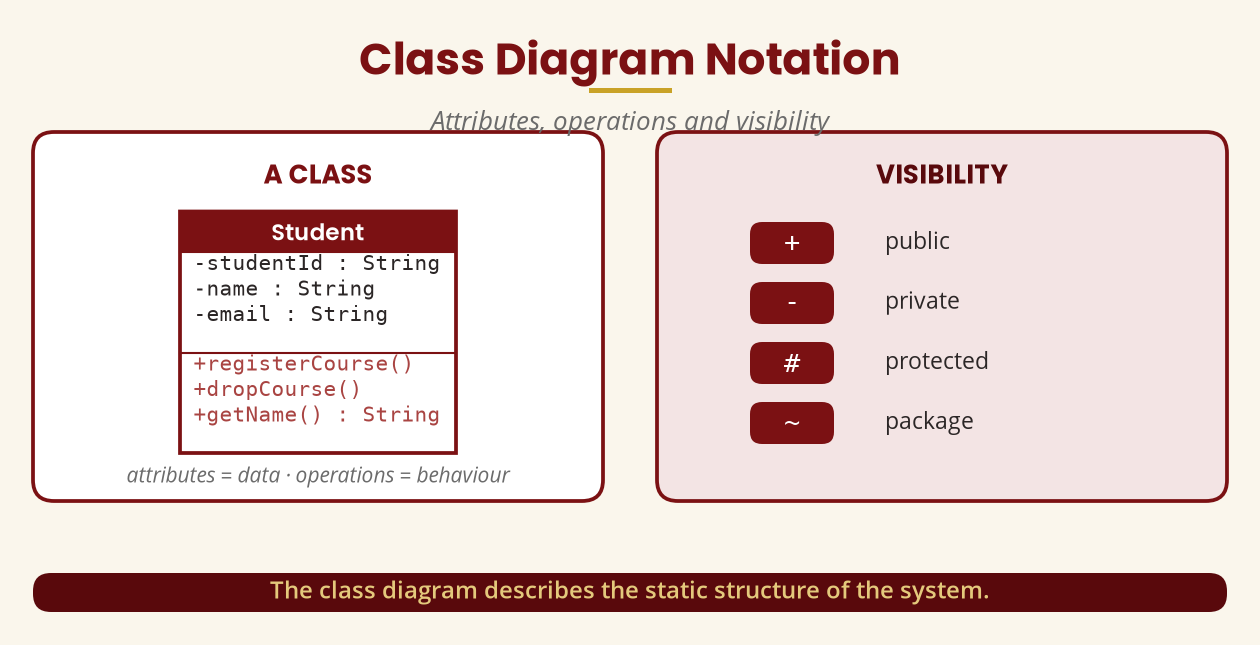 Class Diagram Notation
Attributes, operations and visibility
A CLASS
Student
-studentId : String
-name : String
-email : String
+registerCourse()
+dropCourse()
+getName() : String
attributes = data · operations = behaviour
VISIBILITY
+ public
- private
# protected
~ package
The class diagram describes the static structure of the system.